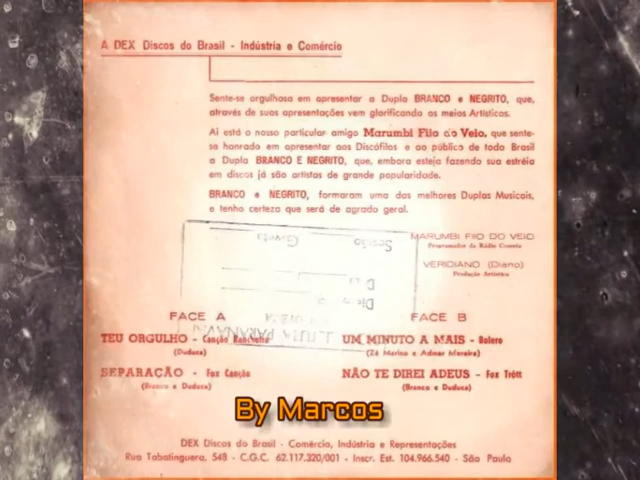 A DEX Discos do Brasil - Indústria e Comércio
Sente-se orgulhosa em apresentar a Dupla BRANCO e NEGRITO, que,
através de suas apresentações vem glorificando os meios Artísticos.
Aí está o nosso particular amigo Marumbi Fiio do Veio, que sente-
se honrado em apresentar aos Discófilos e ao público de todo Brasil
a Dupla BRANCO E NEGRITO, que, embora esteja fazendo sua estréia
em discos já são artistas de grande popularidade.
BRANCO e NEGRITO, formaram uma das melhores Duplas Musicais,
e tenho certeza que será de agrado geral.
MARUMBI FIIO DO VEIO
Programador da Rádio Cometa
VERIDIANO (Diano)
Produção Artística
Seção
Gaveta
FACE A
TEU ORGULHO - Canção Rancheira
(Duduca)
SEPARAÇÃO - Fox Canção
(Branco e Duduca)
FACE B
UM MINUTO A MAIS - Bolero
(Zé Marino e Admar Moreira)
NÃO TE DIREI ADEUS - Fox Trótt
(Branco e Duduca)
By Marcos
DEX Discos do Brasil - Comércio, Indústria e Representações
Rua Tabatinguera, 548 - C.G.C. 62.117.320/001 - Inscr. Est. 104.966.540 - São Paulo